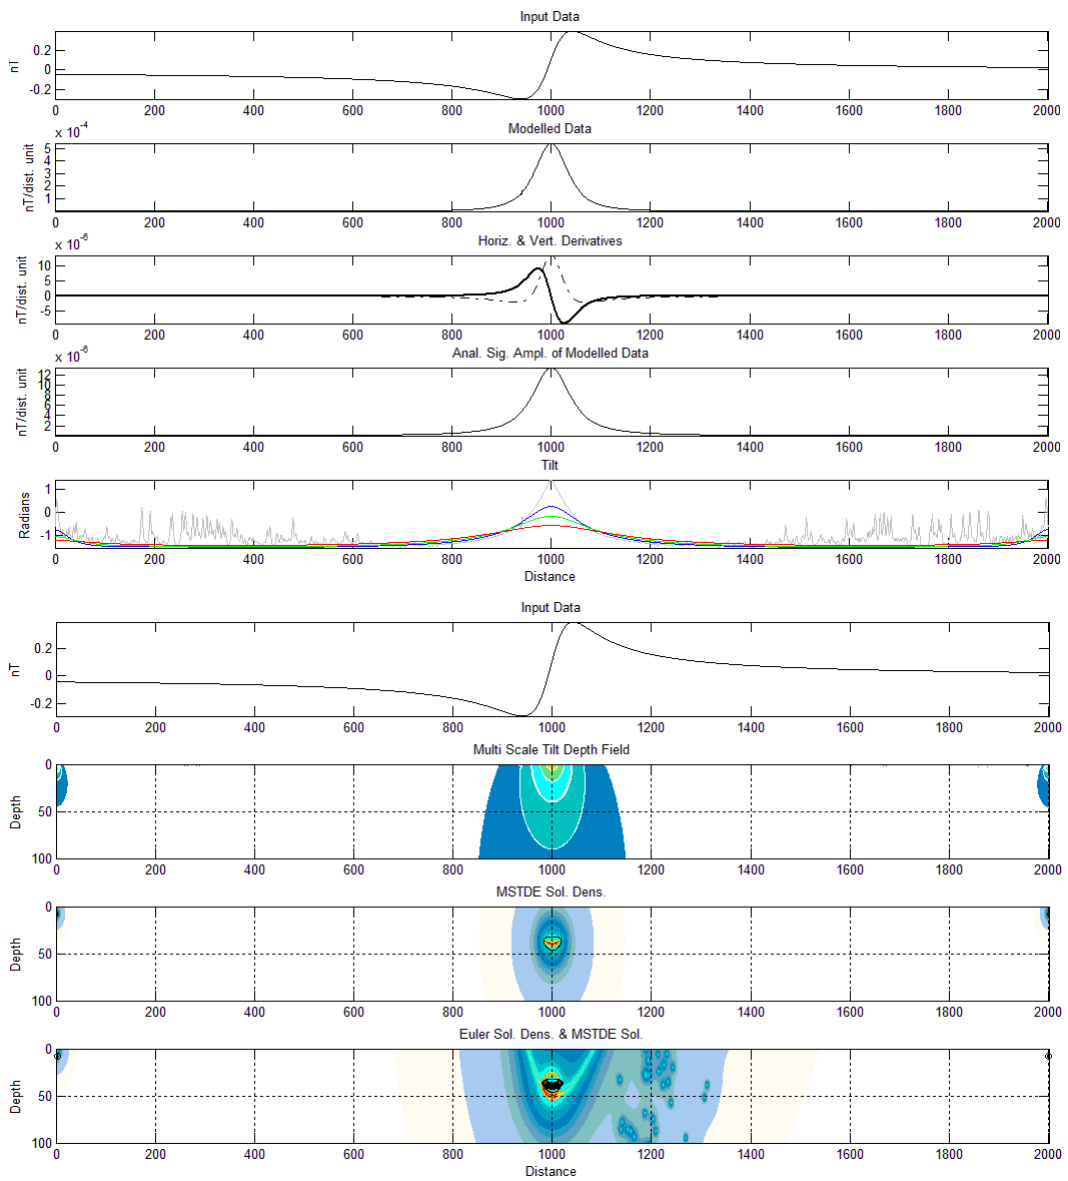 Input Data
nT
0.2
0
-0.2
0 200 400 600 800 1000 1200 1400 1600 1800 2000
x 10^-4
Modelled Data
nT/dist. unit
5
4
3
2
1
0 200 400 600 800 1000 1200 1400 1600 1800 2000
x 10^-6
Horiz. & Vert. Derivatives
nT/dist. unit
10
5
0
-5
0 200 400 600 800 1000 1200 1400 1600 1800 2000
x 10^-6
Anal. Sig. Ampl. of Modelled Data
nT/dist. unit
12
10
8
6
4
2
0 200 400 600 800 1000 1200 1400 1600 1800 2000
Tilt
Radians
1
0
-1
0 200 400 600 800 1000 1200 1400 1600 1800 2000
Distance
Input Data
nT
0.2
0
-0.2
0 200 400 600 800 1000 1200 1400 1600 1800 2000
Multi Scale Tilt Depth Field
Depth
0
50
100
0 200 400 600 800 1000 1200 1400 1600 1800 2000
MSTDE Sol. Dens.
Depth
0
50
100
0 200 400 600 800 1000 1200 1400 1600 1800 2000
Euler Sol. Dens. & MSTDE Sol.
Depth
0
50
100
0 200 400 600 800 1000 1200 1400 1600 1800 2000
Distance